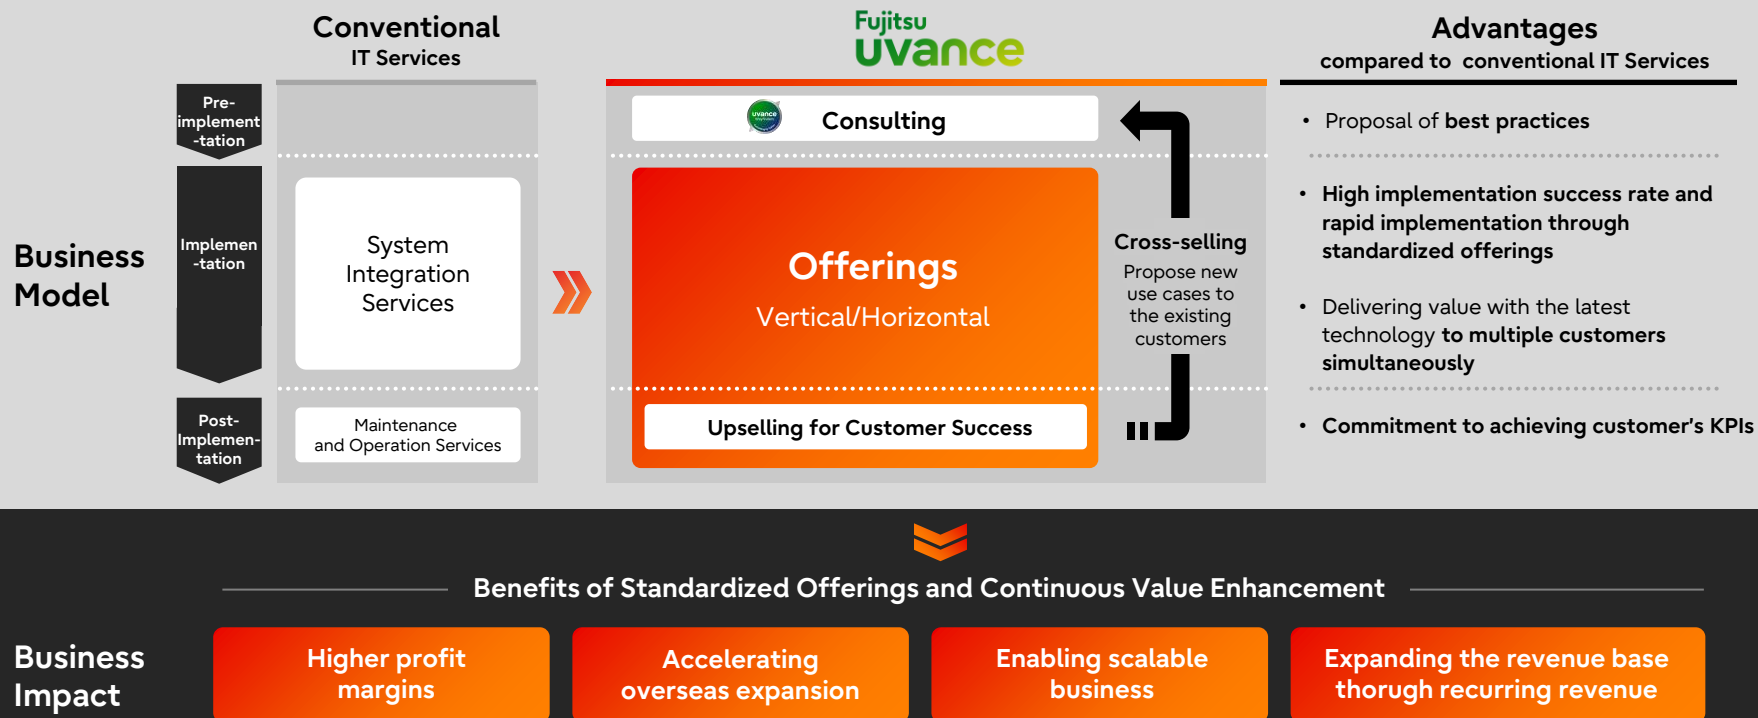 Conventional
IT Services
Fujitsu
uvance
Advantages
compared to conventional IT Services
Business
Model
Pre-
implement
-tation
Implemen
-tation
Post-
Implemen-
tation
System
Integration
Services
Maintenance
and Operation Services
uvance
Consulting
Offerings
Vertical/Horizontal
Upselling for Customer Success
Cross-selling
Propose new
use cases to
the existing
customers
• Proposal of best practices
• High implementation success rate and
rapid implementation through
standardized offerings
• Delivering value with the latest
technology to multiple customers
simultaneously
• Commitment to achieving customer's KPIs
Benefits of Standardized Offerings and Continuous Value Enhancement
Business
Impact
Higher profit
margins
Accelerating
overseas expansion
Enabling scalable
business
Expanding the revenue base
thorugh recurring revenue